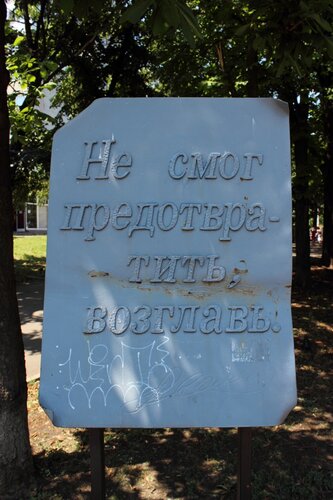 Не смог
предотвра-
тить,
возглавь.